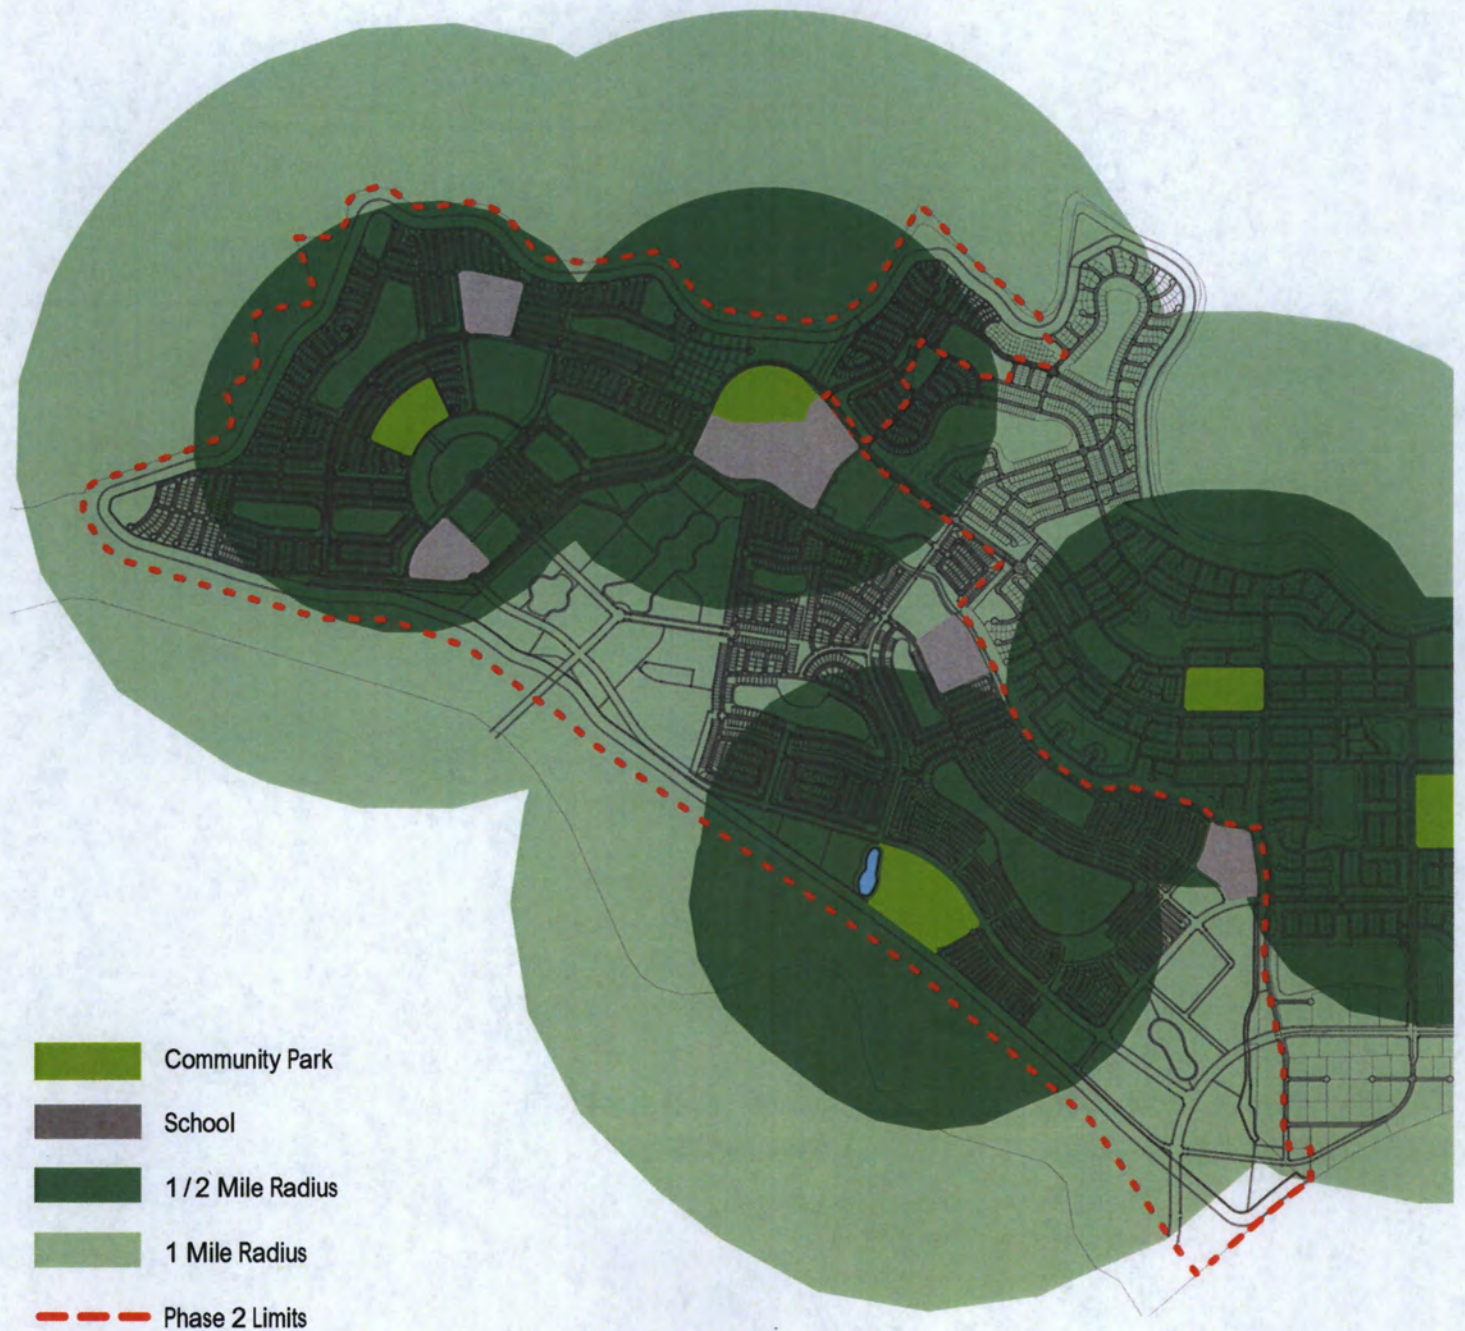 Community Park
School
1/2 Mile Radius
1 Mile Radius
Phase 2 Limits